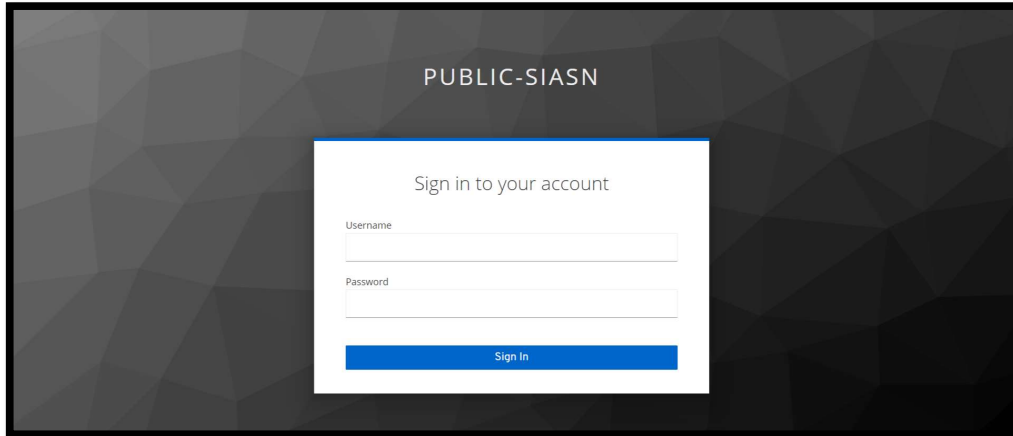 PUBLIC-SIASN
Sign in to your account
Username
Password
Sign In